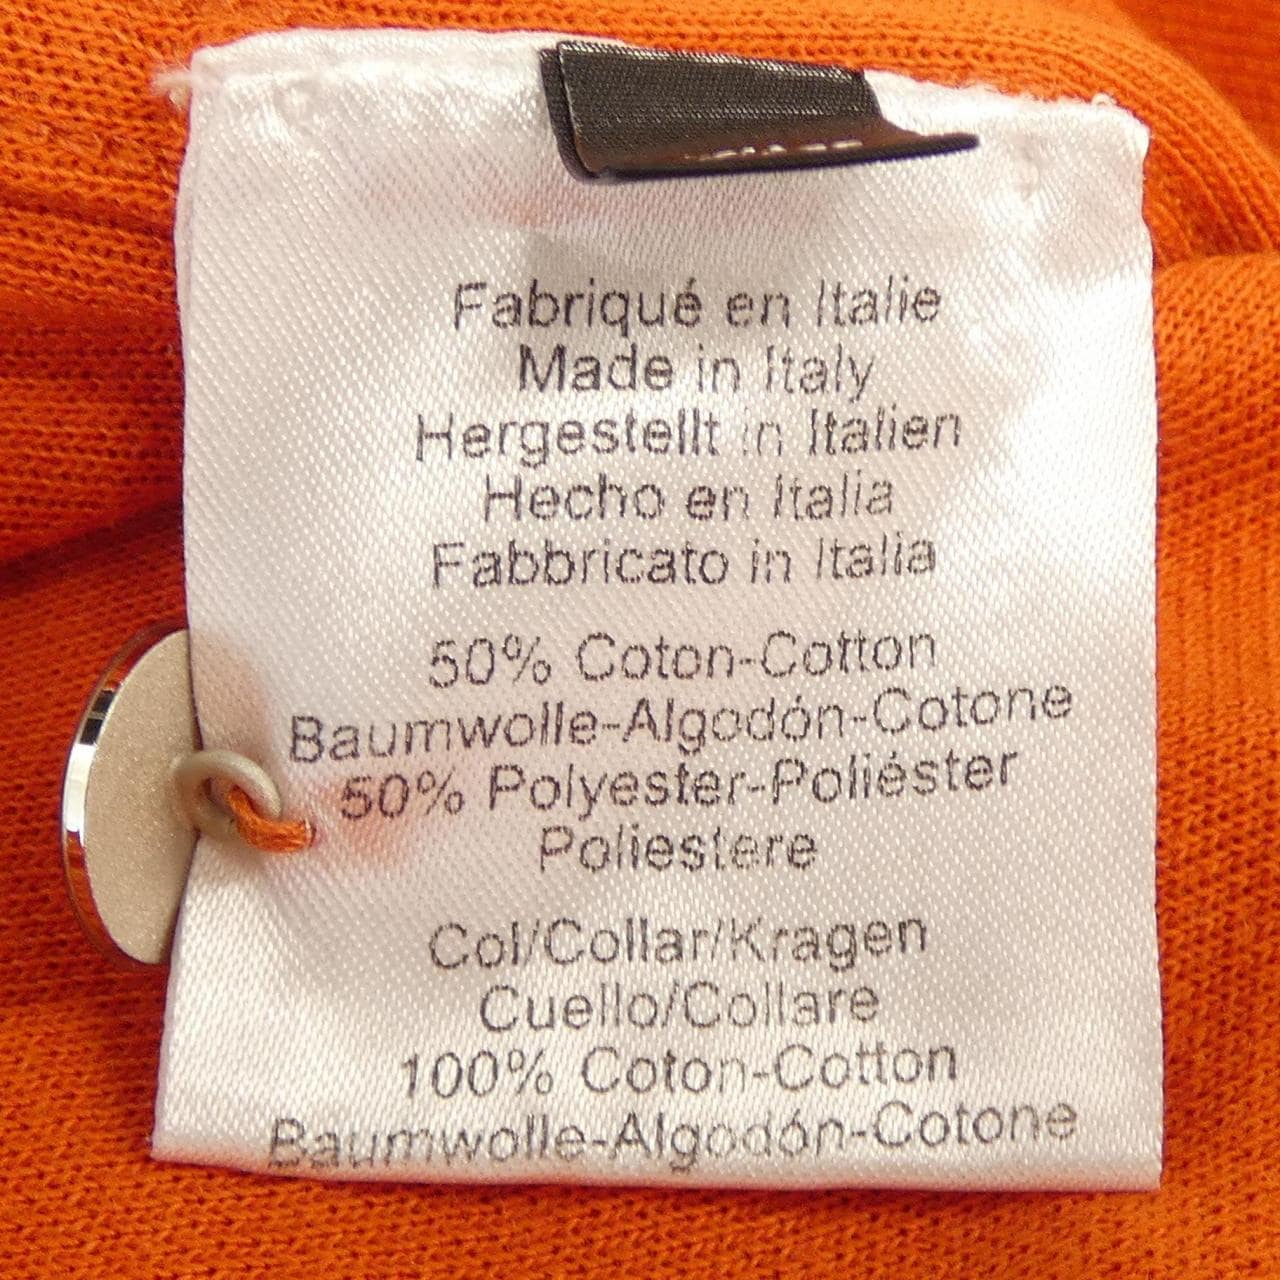 Fabriqué en Italie
Made in Italy
Hergestellt in Italien
Hecho en Italia
Fabbricato in Italia
50% Coton-Cotton
Baumwolle-Algodón-Cotone
50% Polyester-Poliéster
Poliestere
Col/Collar/Kragen
Cuello/Collare
100% Coton-Cotton
Baumwolle-Algodón-Cotone